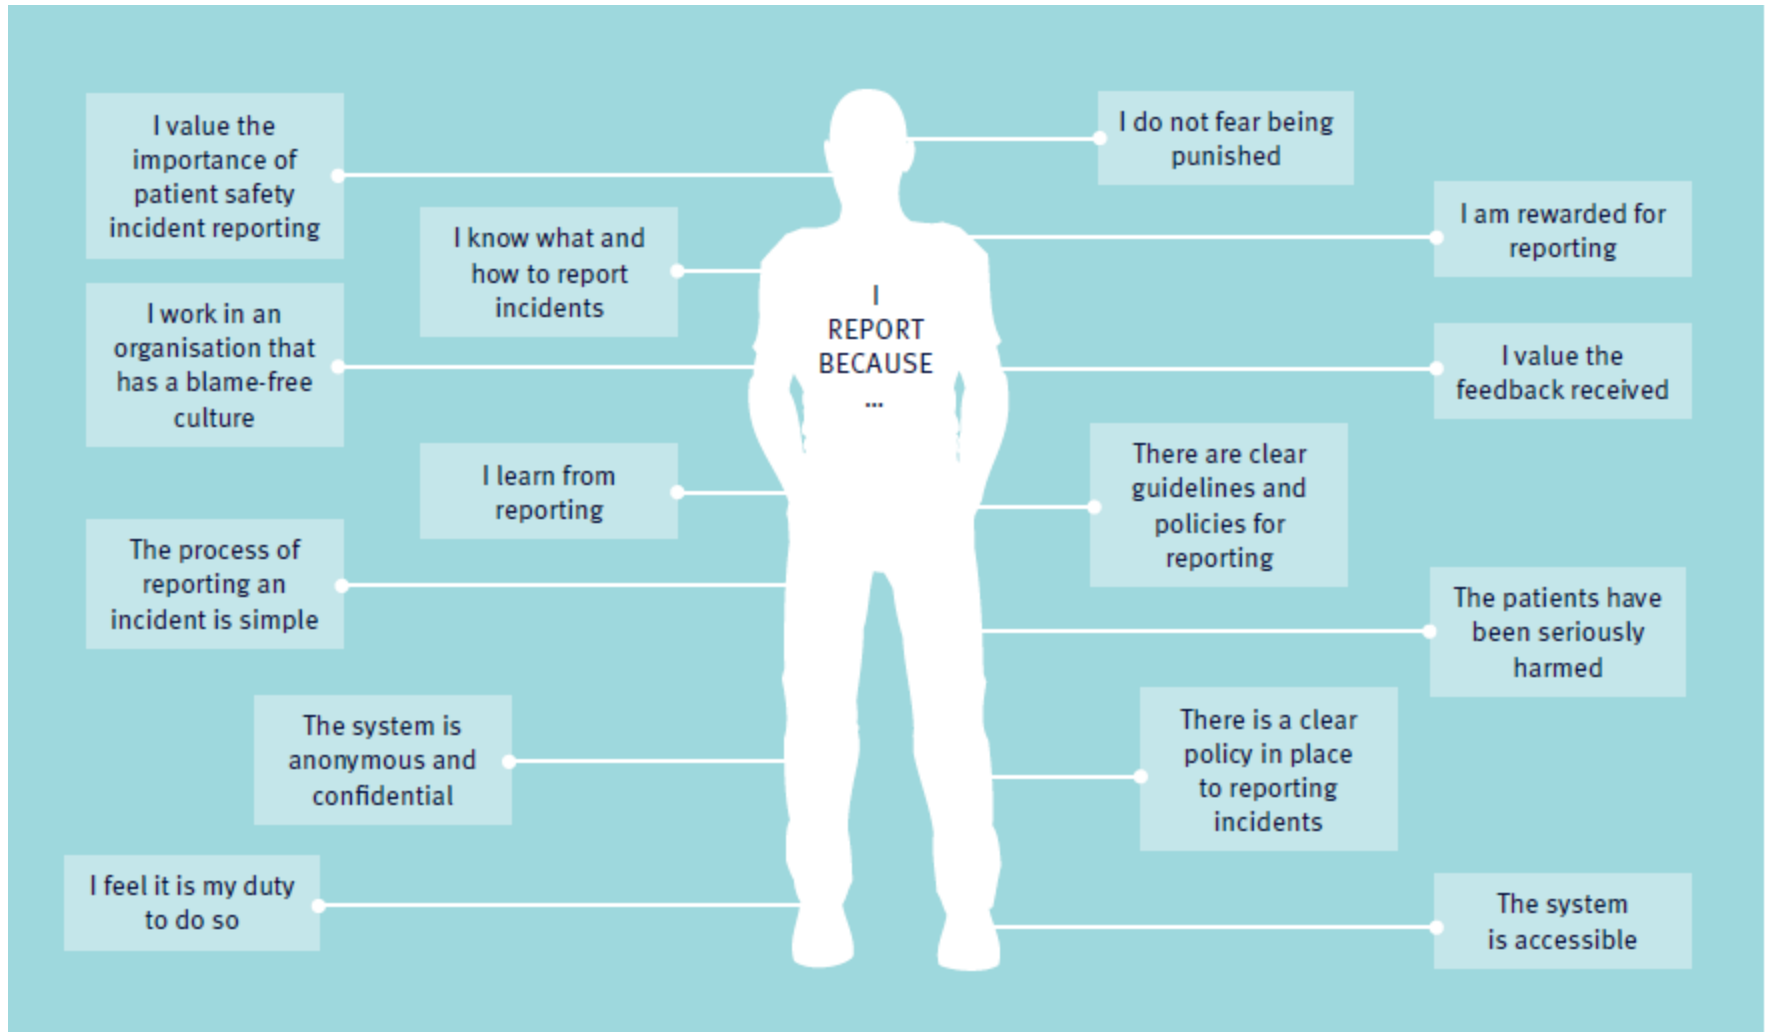 I value the
importance of
patient safety
incident reporting
I know what and
how to report
incidents
I work in an
organisation that
has a blame-free
culture
I learn from
reporting
The process of
reporting an
incident is simple
The system is
anonymous and
confidential
I feel it is my duty
to do so
I
REPORT
BECAUSE
...
I do not fear being
punished
I am rewarded for
reporting
I value the
feedback received
There are clear
guidelines and
policies for
reporting
The patients have
been seriously
harmed
There is a clear
policy in place
to reporting
incidents
The system
is accessible